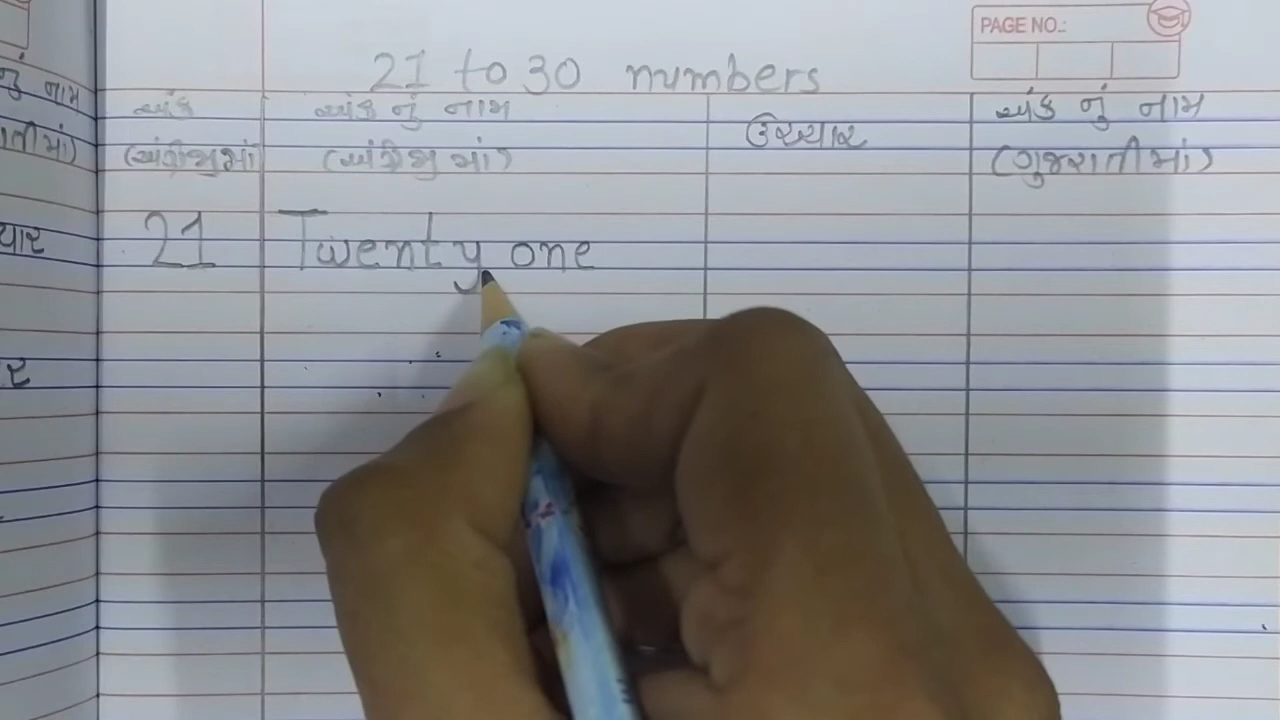 PAGE NO.:
21 to 30 numbers
અંક અંક નું નામ ઉચ્ચાર અંક નું નામ
(અંગ્રેજીમાં) (અંગ્રેજીમાં) (ગુજરાતીમાં)
21 Twenty one
નું નામ